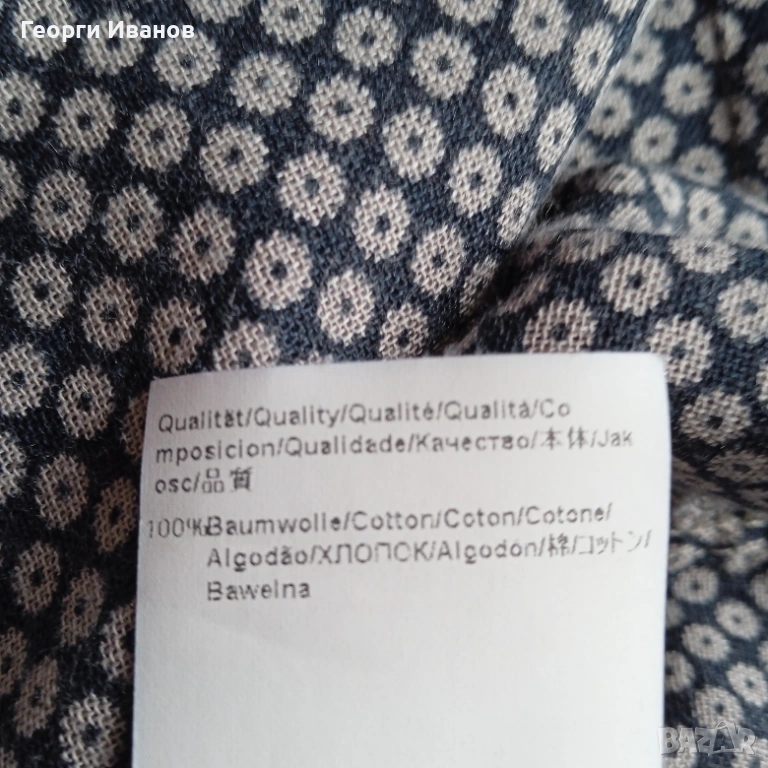 Георги Иванов
Qualität/Quality/Qualité/Qualitá/Co
mposicion/Qualidade/Качество/本体/Jak
osc/品質
100% Baumwolle/Cotton/Coton/Cotone/
Algodão/ХЛОПОК/Algodón/棉/コットン/
Bawelna
BAZAR